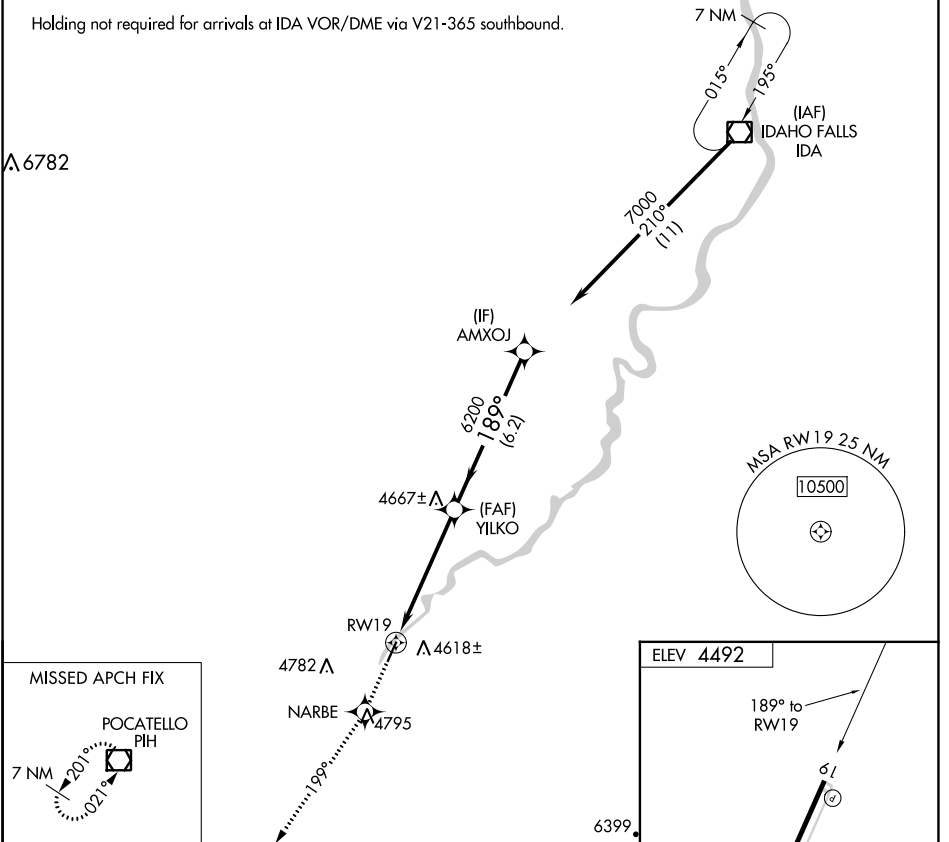 Holding not required for arrivals at IDA VOR/DME via V21-365 southbound.
7 NM
015°
195°
(IAF)
IDAHO FALLS
IDA
6782
7000
210°
(11)
(IF)
AMXOJ
6200
189°
(6.2)
MSA RW19 25 NM
10500
4667±
(FAF)
YILKO
RW19
4618±
4782
NARBE
4795
199°
MISSED APCH FIX
POCATELLO
PIH
7 NM
201°
021°
6399
ELEV 4492
189° to
RW19
19
P